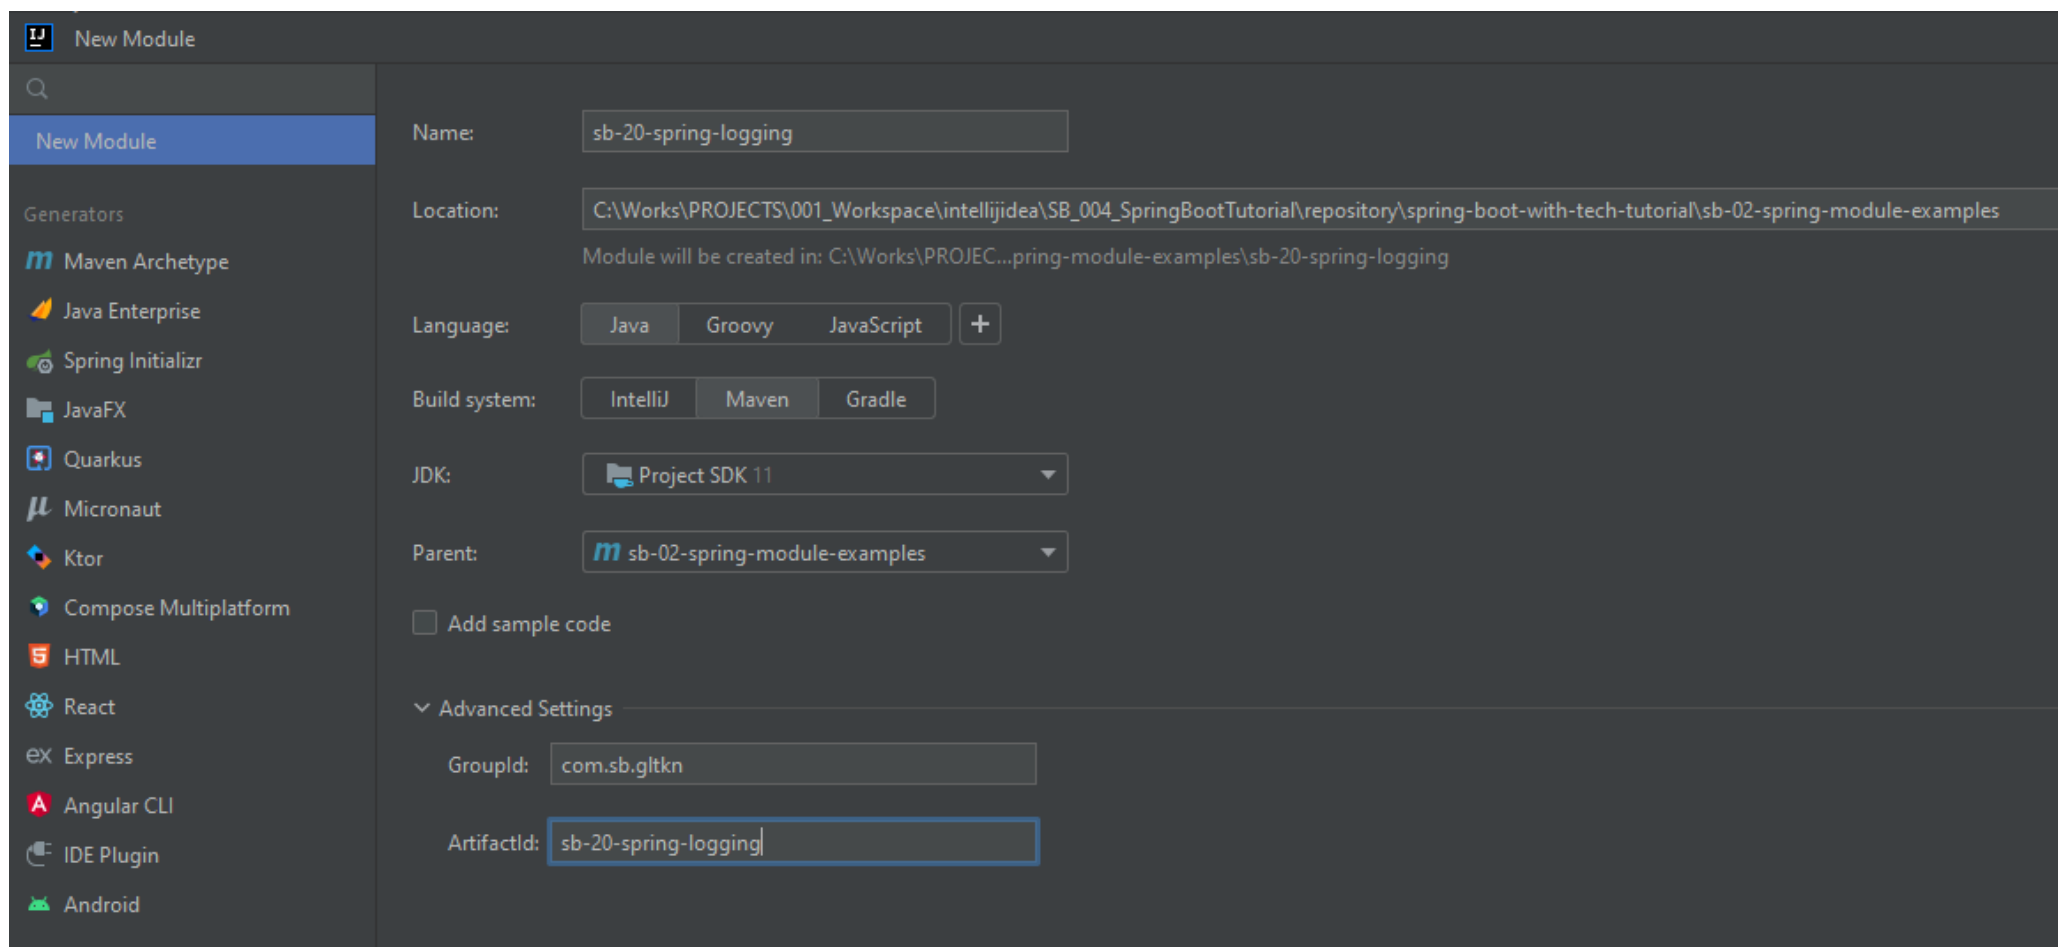 IJ New Module
New Module
Generators
Maven Archetype
Java Enterprise
Spring Initializr
JavaFX
Quarkus
Micronaut
Ktor
Compose Multiplatform
HTML
React
ex Express
Angular CLI
IDE Plugin
Android
Name: sb-20-spring-logging
Location: C:\Works\PROJECTS\001_Workspace\intellijidea\SB_004_SpringBootTutorial\repository\spring-boot-with-tech-tutorial\sb-02-spring-module-examples
Module will be created in: C:\Works\PROJEC...pring-module-examples\sb-20-spring-logging
Language: Java Groovy JavaScript +
Build system: IntelliJ Maven Gradle
JDK: Project SDK 11
Parent: m sb-02-spring-module-examples
Add sample code
Advanced Settings
GroupId: com.sb.gltkn
ArtifactId: sb-20-spring-logging